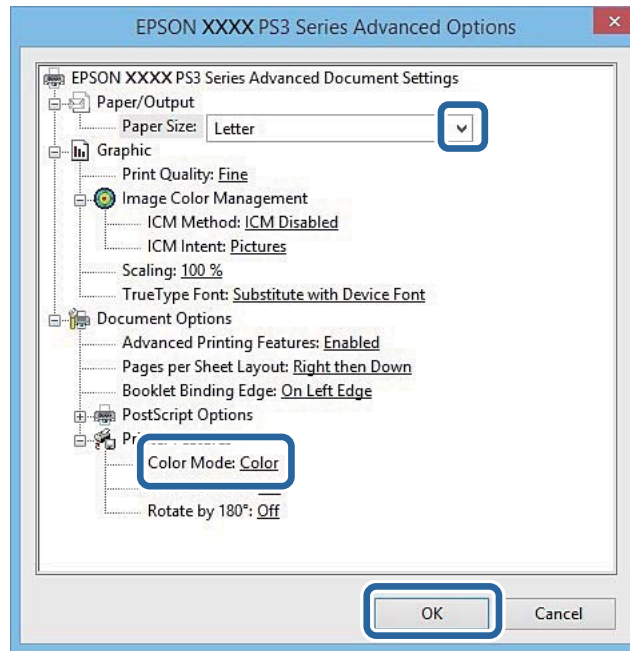 EPSON XXXX PS3 Series Advanced Options
EPSON XXXX PS3 Series Advanced Document Settings
Paper/Output
Paper Size: Letter
Graphic
Print Quality: Fine
Image Color Management
ICM Method: ICM Disabled
ICM Intent: Pictures
Scaling: 100 %
TrueType Font: Substitute with Device Font
Document Options
Advanced Printing Features: Enabled
Pages per Sheet Layout: Right then Down
Booklet Binding Edge: On Left Edge
PostScript Options
Color Mode: Color
Rotate by 180°: Off
OK Cancel